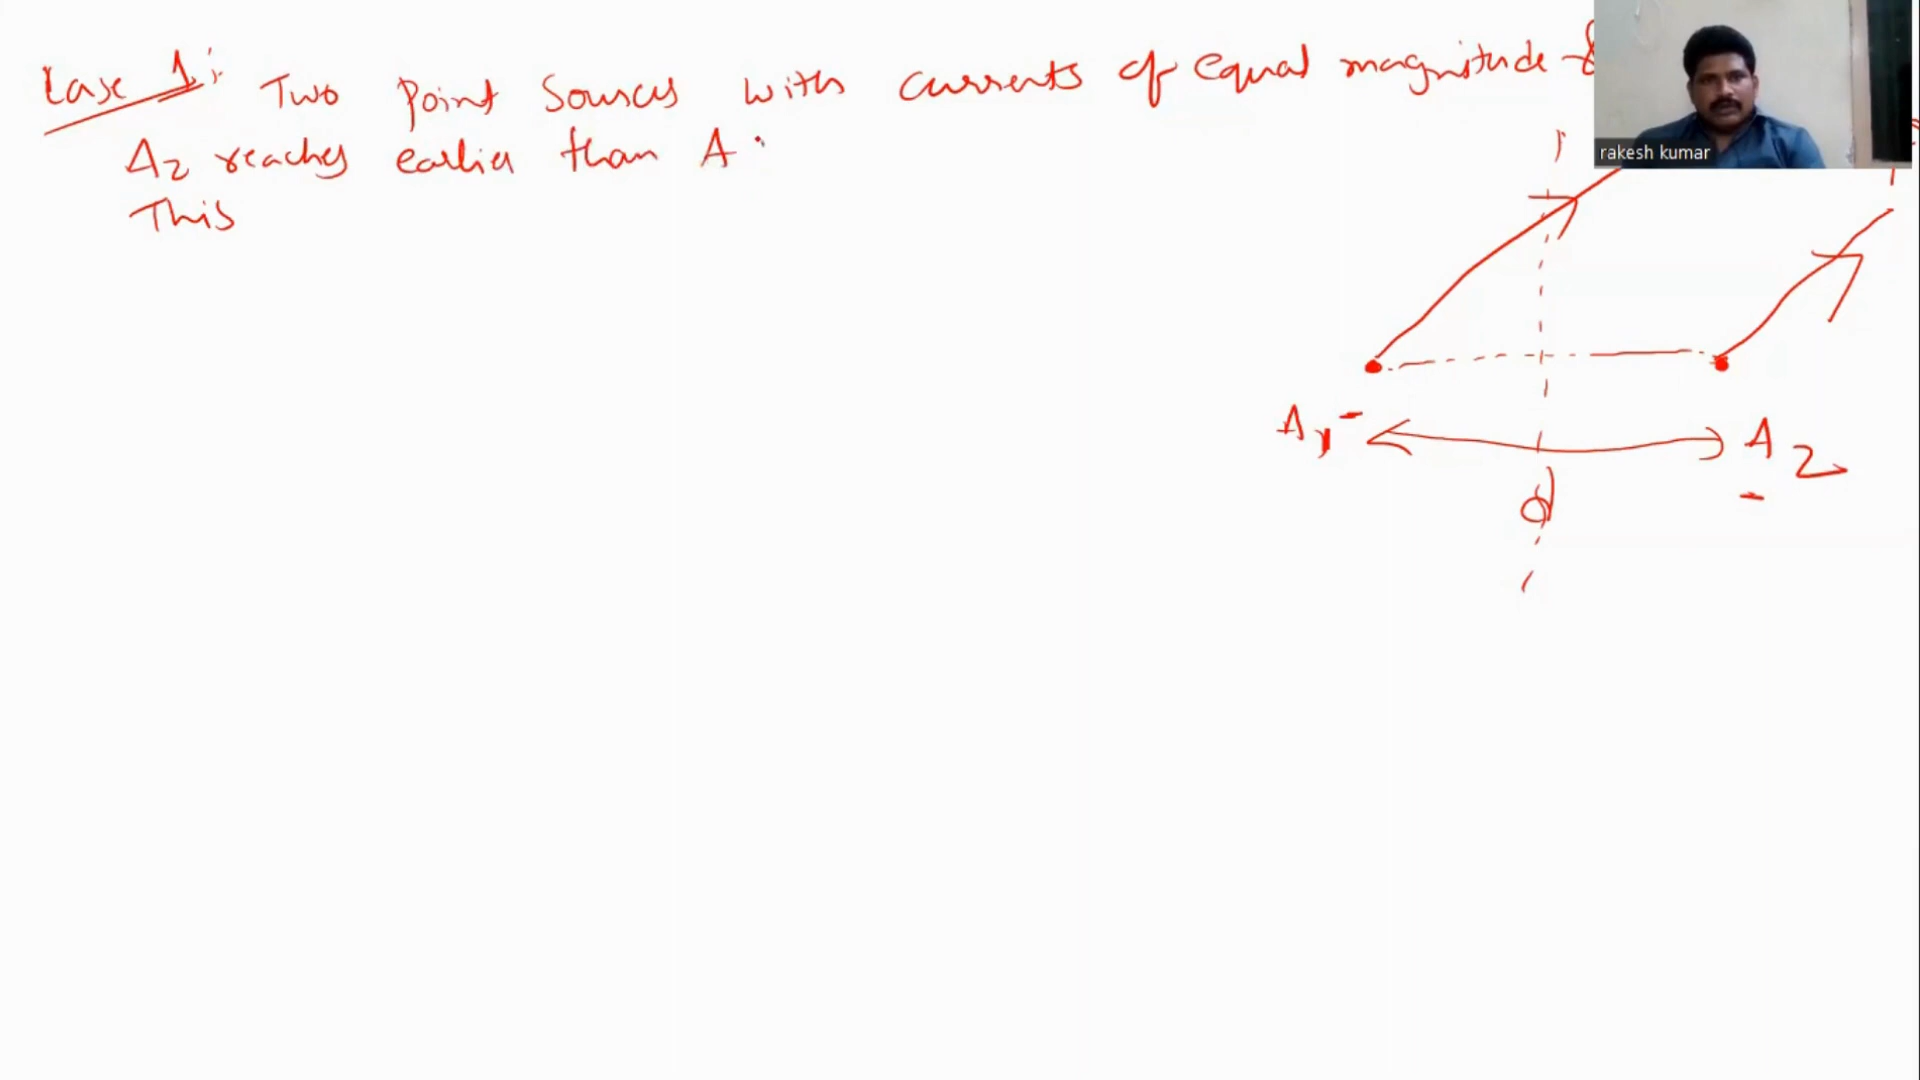 Case 1: Two point sources with currents of equal magnitude &
A2 reaches earlier than A
This
rakesh kumar
A1
A2
d